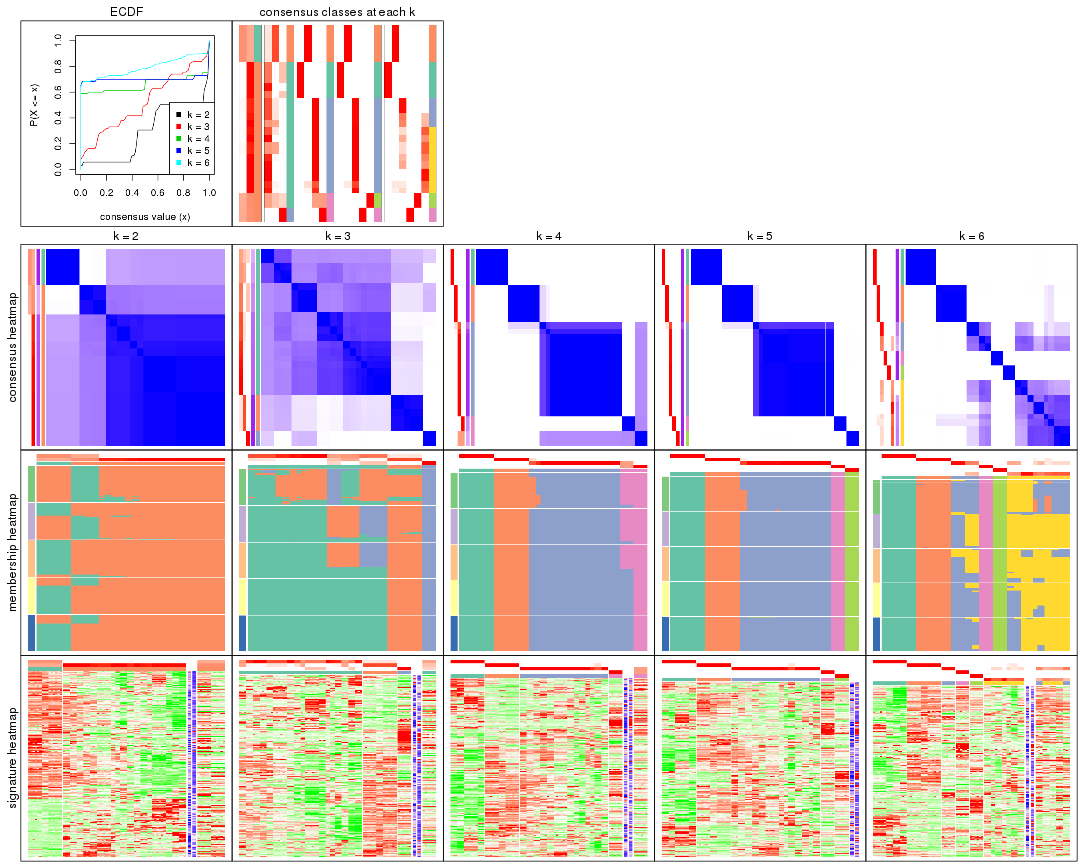 ECDF
consensus classes at each k
P(X <= x)
1.0
0.8
0.6
0.4
0.2
0.0
k = 2
k = 3
k = 4
k = 5
k = 6
0.0 0.2 0.4 0.6 0.8 1.0
consensus value (x)
k = 2
k = 3
k = 4
k = 5
k = 6
consensus heatmap
membership heatmap
signature heatmap